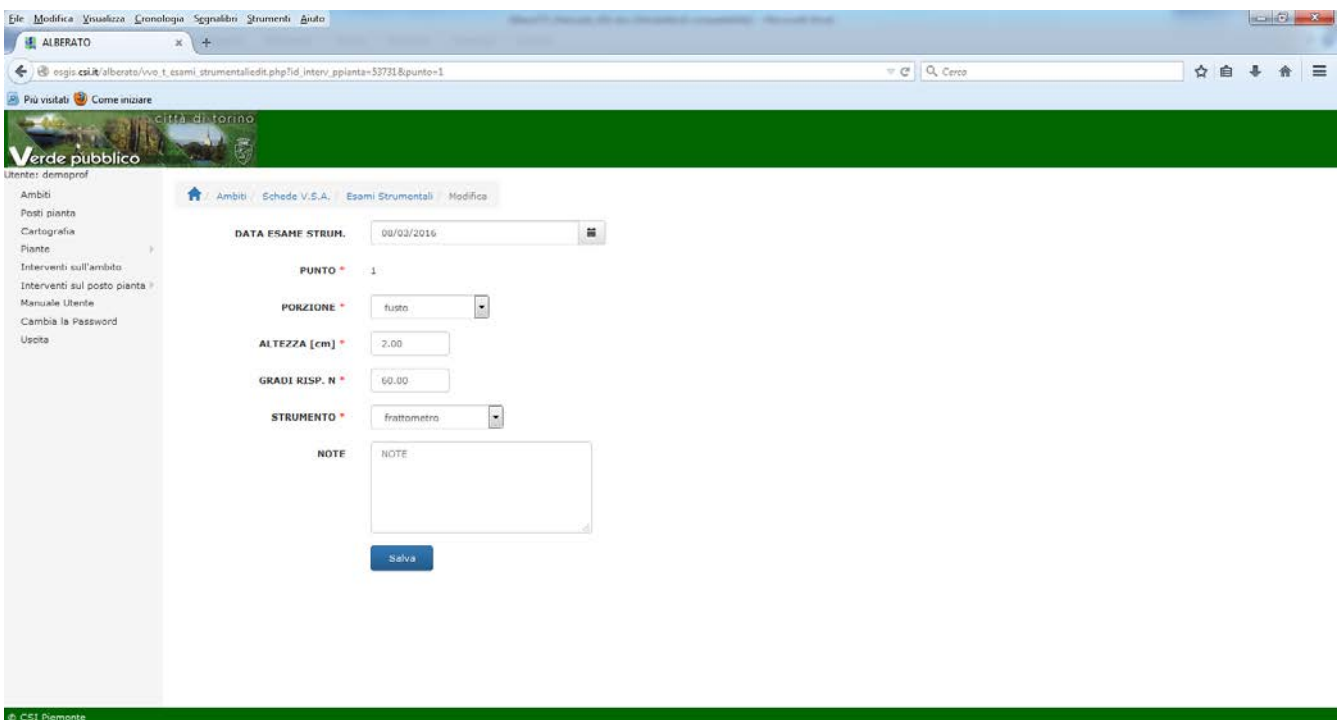 File Modifica Visualizza Cronologia Segnalibri Strumenti Aiuto
ALBERATO × +
osgis.csi.it/alberato/vvo_t_esami_strumentaliedit.php?id_interv_ppianta=53731&punto=1
Cerca
Più visitati Come iniziare
città di torino
Verde pubblico
Utente: demoprof
Ambiti
Posti pianta
Cartografia
Piante
Interventi sull'ambito
Interventi sul posto pianta
Manuale Utente
Cambia la Password
Uscita
/ Ambiti / Schede V.S.A. / Esami Strumentali / Modifica
DATA ESAME STRUM. 08/03/2016
PUNTO * 1
PORZIONE * fusto
ALTEZZA [cm] * 2.00
GRADI RISP. N * 60.00
STRUMENTO * frattometro
NOTE NOTE
Salva
© CSI Piemonte